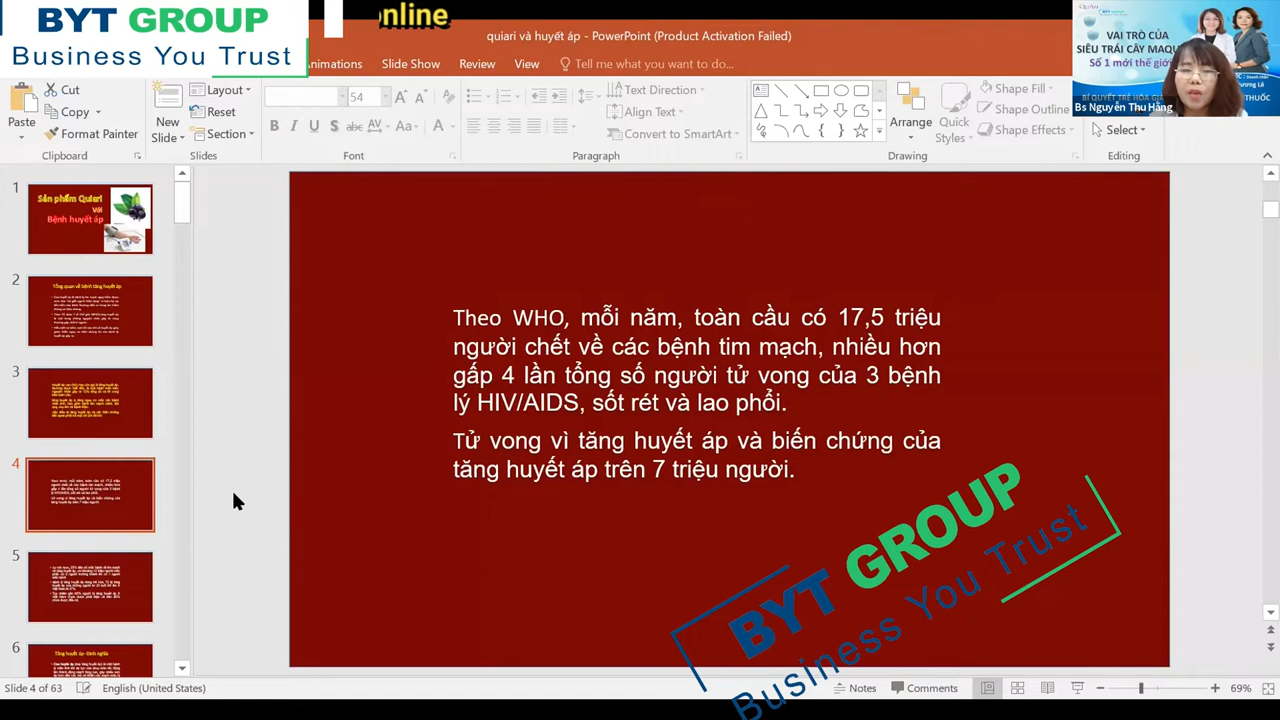 BYT GROUP
Business You Trust
nline
quiari và huyết áp - PowerPoint (Product Activation Failed)
Animations
Slide Show
Review
View
Tell me what you want to do...
Cut
Copy
Format Painter
Paste
Clipboard
New
Slide
Layout
Reset
Section
Slides
54
Font
Text Direction
Align Text
Convert to SmartArt
Paragraph
Arrange
Quick
Styles
Shape Fill
Shape Outline
Shape Effects
Drawing
Select
Editing
VAI TRÒ CỦA
SIÊU TRÁI CÂY MAQU
Số 1 mới thế giới
Bs Nguyễn Thu Hằng
1
Sản phẩm Quiari
Với
Bệnh huyết áp
2
Tổng quan về bệnh tăng huyết áp
3
4
5
6
Tăng huyết áp- Định nghĩa
Theo WHO, mỗi năm, toàn cầu có 17,5 triệu
người chết về các bệnh tim mạch, nhiều hơn
gấp 4 lần tổng số người tử vong của 3 bệnh
lý HIV/AIDS, sốt rét và lao phổi.
Tử vong vì tăng huyết áp và biến chứng của
tăng huyết áp trên 7 triệu người.
BYT GROUP
Business You Trust
Slide 4 of 63
English (United States)
Notes
Comments
69%